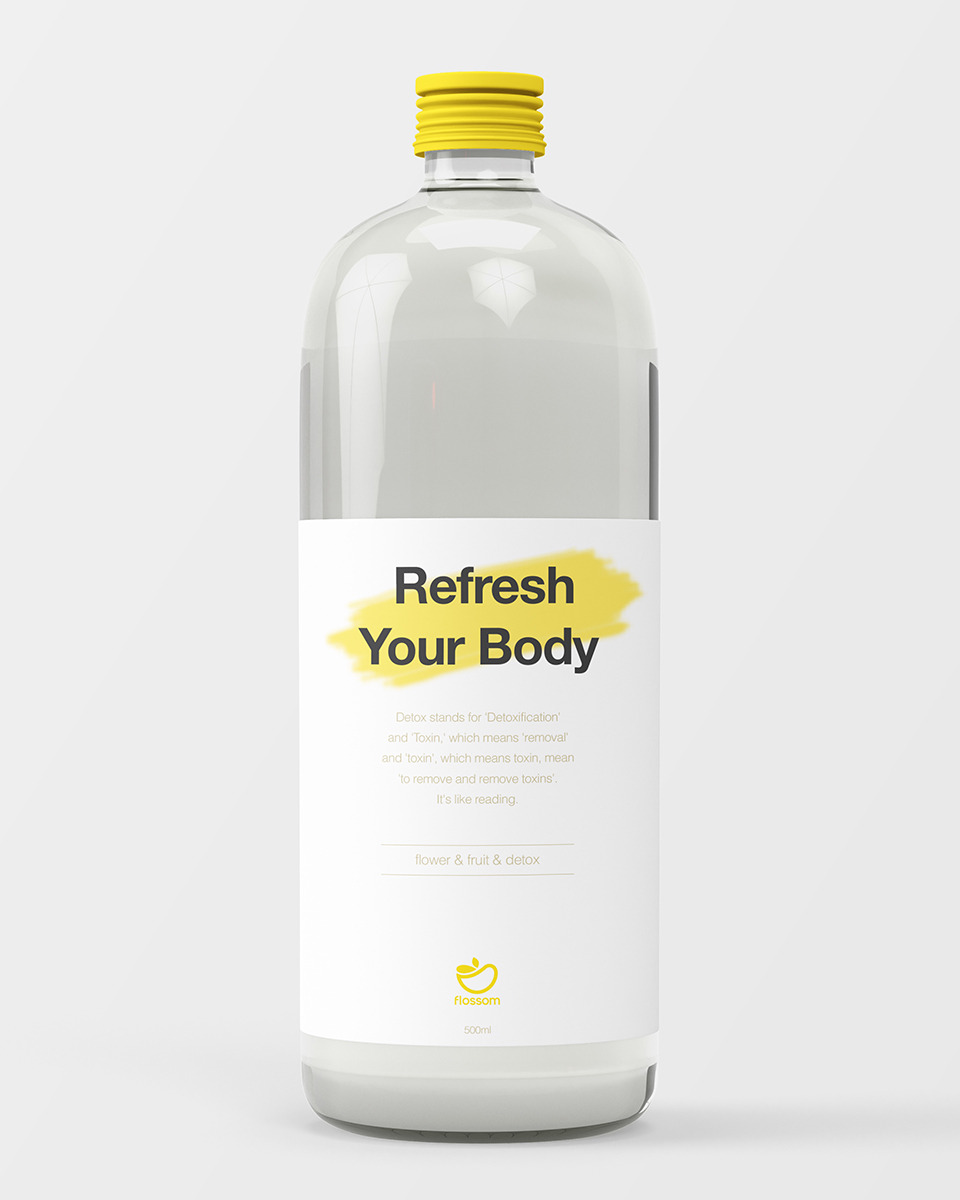 Refresh
Your Body
Detox stands for 'Detoxification'
and 'Toxin,' which means 'removal'
and 'toxin', which means toxin, mean
'to remove and remove toxins'.
It's like reading.
flower & fruit & detox
flossom
500ml